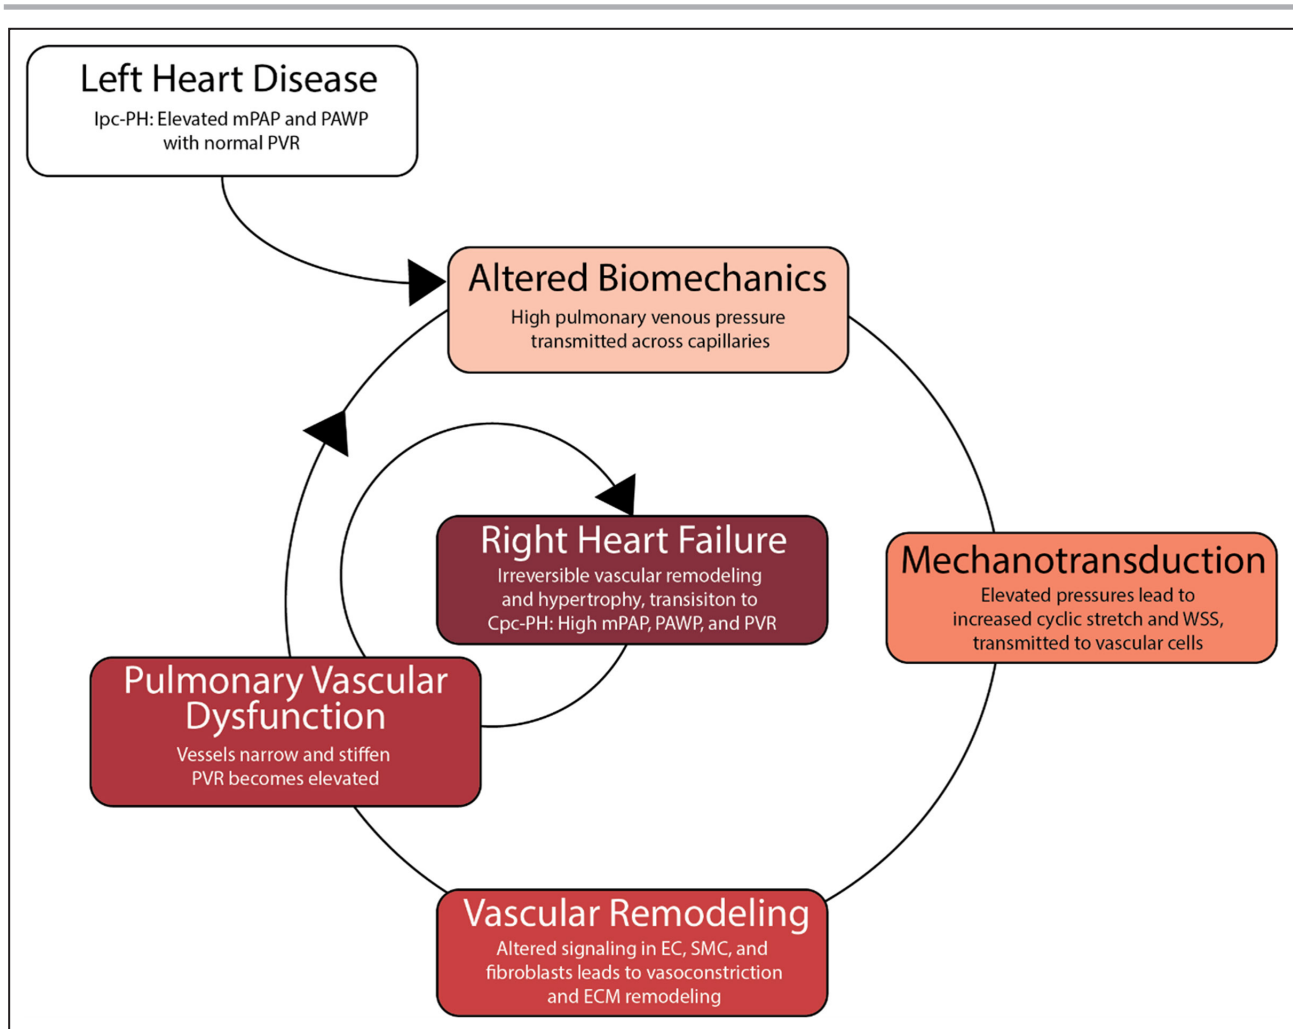 Left Heart Disease
Ipc-PH: Elevated mPAP and PAWP
with normal PVR
Altered Biomechanics
High pulmonary venous pressure
transmitted across capillaries
Right Heart Failure
Irreversible vascular remodeling
and hypertrophy, transisiton to
Cpc-PH: High mPAP, PAWP, and PVR
Mechanotransduction
Elevated pressures lead to
increased cyclic stretch and WSS,
transmitted to vascular cells
Pulmonary Vascular
Dysfunction
Vessels narrow and stiffen
PVR becomes elevated
Vascular Remodeling
Altered signaling in EC, SMC, and
fibroblasts leads to vasoconstriction
and ECM remodeling